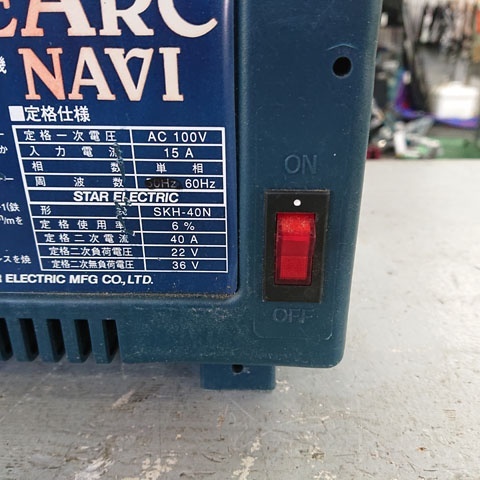 EARC
機 NAVI
■定格仕様
定格一次電圧 AC 100V
入力電流 15 A
相数 単相
周波数 50Hz 60Hz
STAR ELECTRIC
形式 SKH-40N
定格使用率 6 %
定格二次電流 40 A
定格二次負荷電圧 22 V
定格二次無負荷電圧 36 V
ELECTRIC MFG CO.,LTD.
ON
OFF